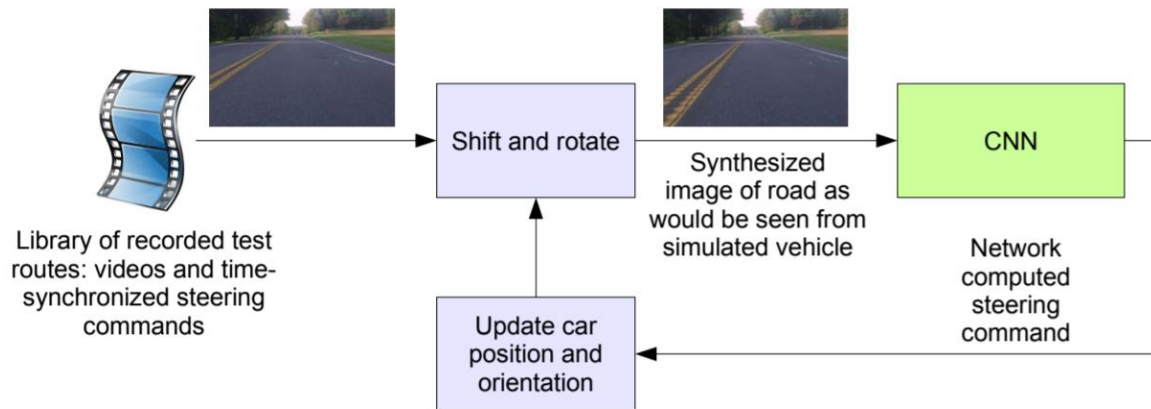 Shift and rotate
CNN
Synthesized
image of road as
would be seen from
simulated vehicle
Library of recorded test
routes: videos and time-
synchronized steering
commands
Network
computed
steering
command
Update car
position and
orientation